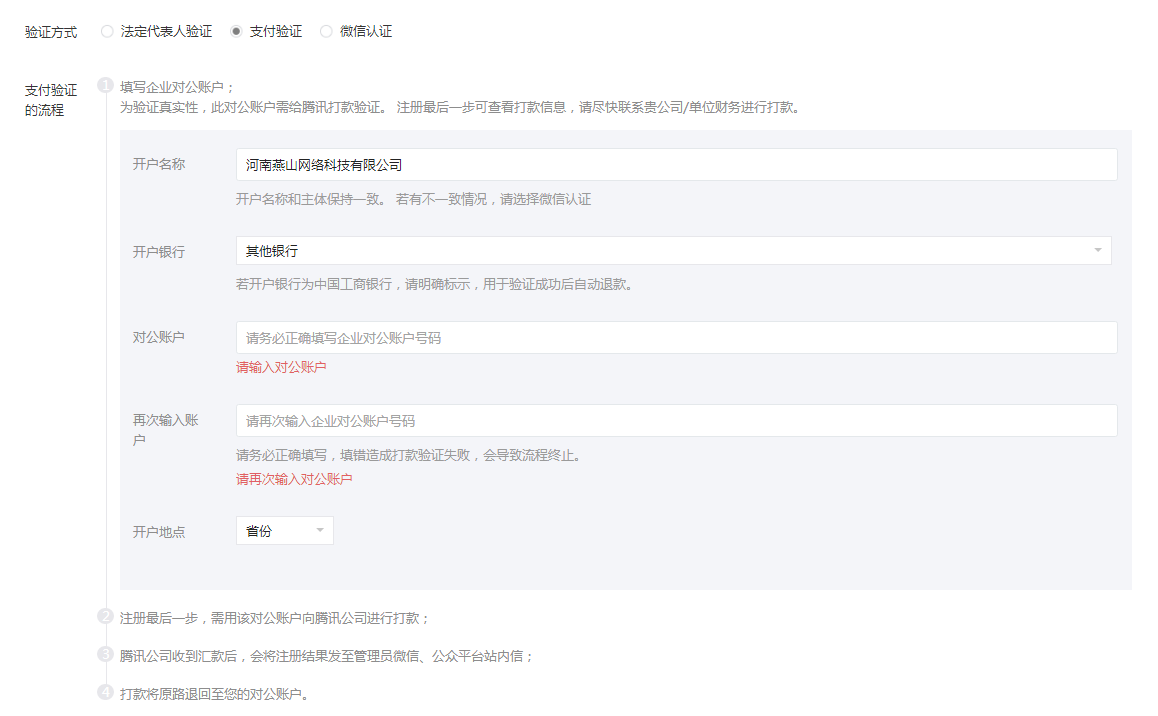 验证方式 法定代表人验证 支付验证 微信认证
支付验证
的流程
1 填写企业对公账户；
为验证真实性，此对公账户需给腾讯打款验证。 注册最后一步可查看打款信息，请尽快联系贵公司/单位财务进行打款。
开户名称 河南燕山网络科技有限公司
开户名称和主体保持一致。 若有不一致情况，请选择微信认证
开户银行 其他银行
若开户银行为中国工商银行，请明确标示，用于验证成功后自动退款。
对公账户 请务必正确填写企业对公账户号码
请输入对公账户
再次输入账
户
请再次输入企业对公账户号码
请务必正确填写，填错造成打款验证失败，会导致流程终止。
请再次输入对公账户
开户地点 省份
2 注册最后一步，需用该对公账户向腾讯公司进行打款；
3 腾讯公司收到汇款后，会将注册结果发至管理员微信、公众平台站内信；
4 打款将原路退回至您的对公账户。